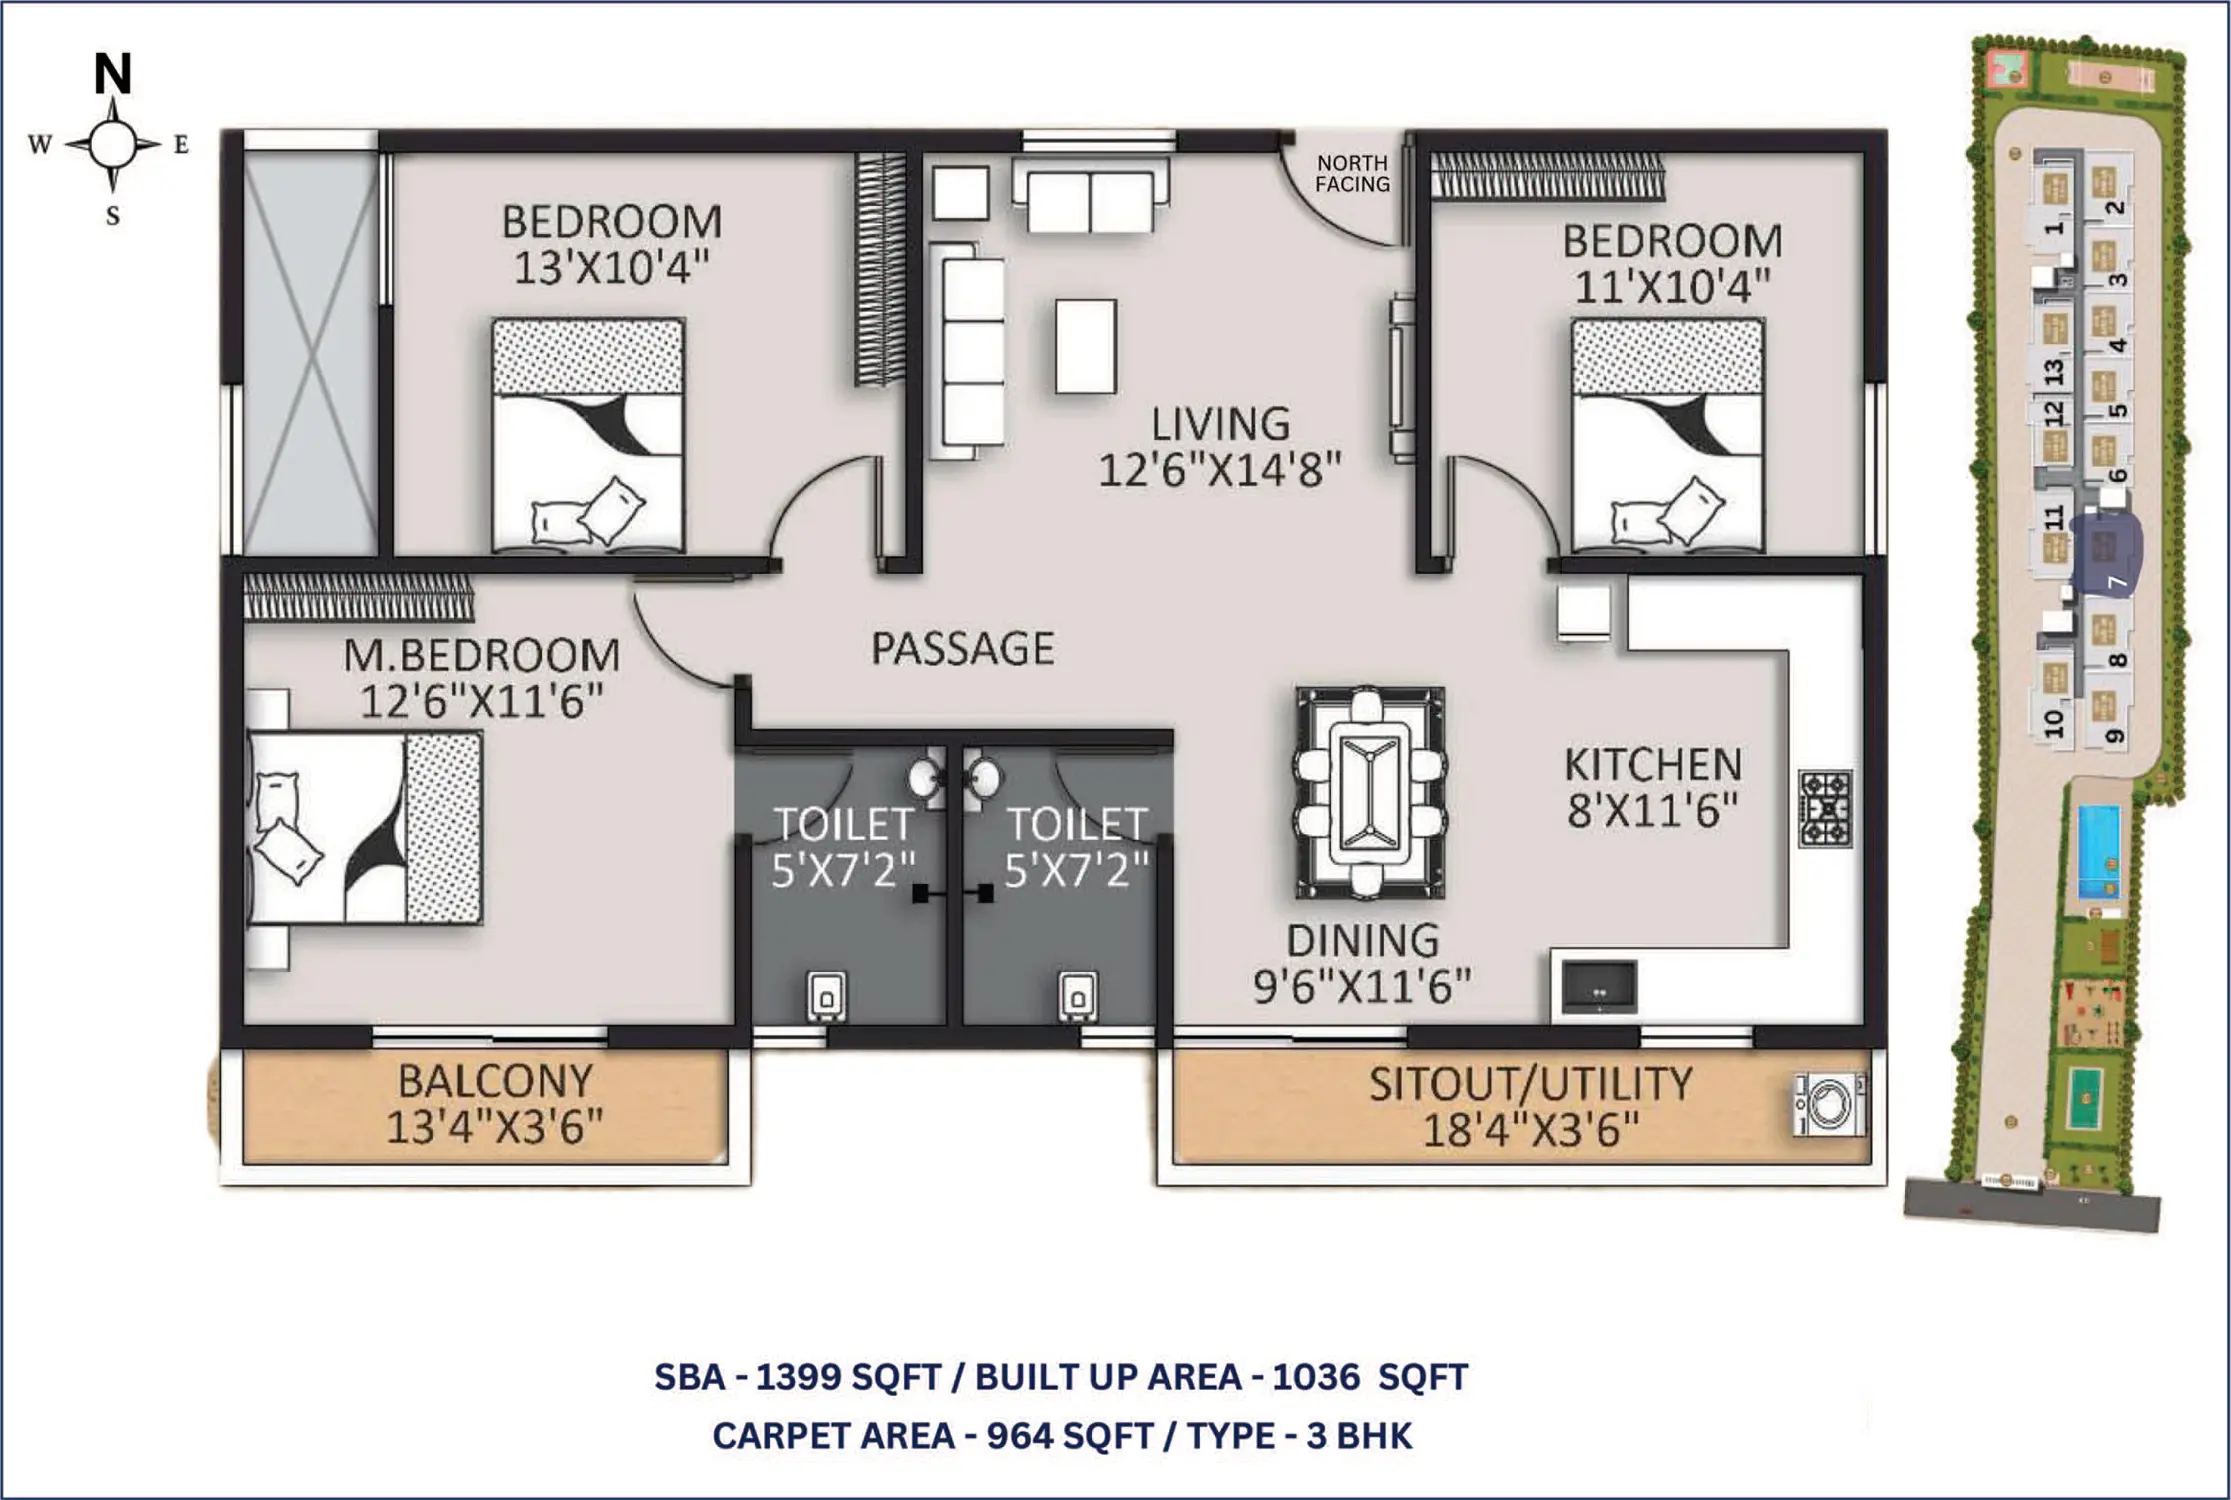 N
W E
S
NORTH
FACING
BEDROOM
13'X10'4"
BEDROOM
11'X10'4"
LIVING
12'6"X14'8"
M.BEDROOM
12'6"X11'6"
PASSAGE
KITCHEN
8'X11'6"
TOILET
5'X7'2"
TOILET
5'X7'2"
DINING
9'6"X11'6"
BALCONY
13'4"X3'6"
SITOUT/UTILITY
18'4"X3'6"
1
2
3
13
4
12
5
6
11
7
8
10
9
SBA - 1399 SQFT / BUILT UP AREA - 1036 SQFT
CARPET AREA - 964 SQFT / TYPE - 3 BHK